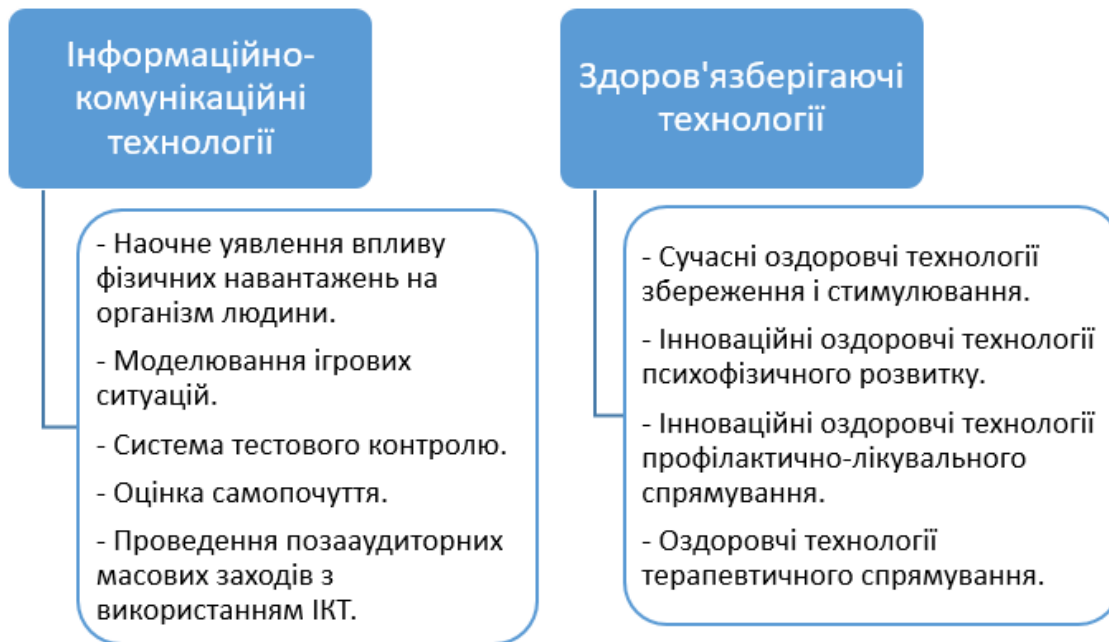 Інформаційно-
комунікаційні
технології
- Наочне уявлення впливу
фізичних навантажень на
організм людини.
- Моделювання ігрових
ситуацій.
- Система тестового контролю.
- Оцінка самопочуття.
- Проведення позааудиторних
масових заходів з
використанням ІКТ.
Здоров'язберігаючі
технології
- Сучасні оздоровчі технології
збереження і стимулювання.
- Інноваційні оздоровчі технології
психофізичного розвитку.
- Інноваційні оздоровчі технології
профілактично-лікувального
спрямування.
- Оздоровчі технології
терапевтичного спрямування.